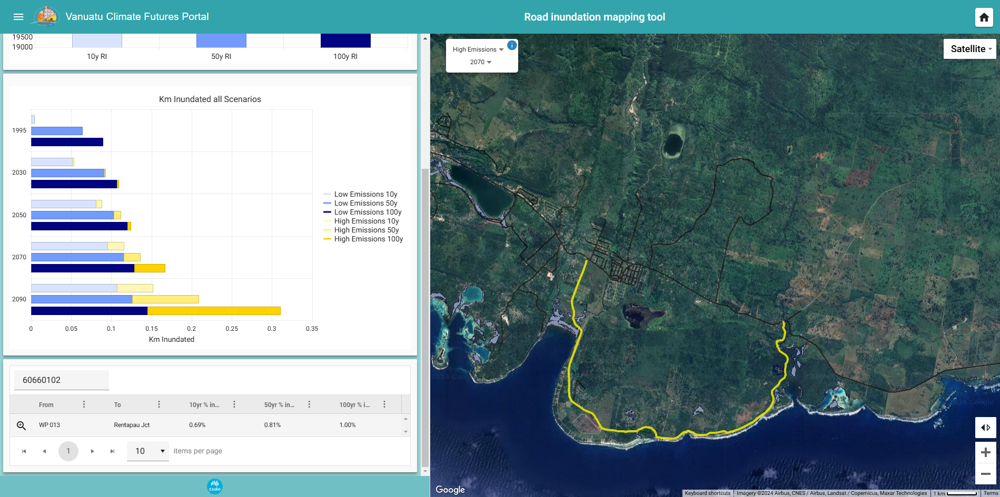 Vanuatu Climate Futures Portal
Road inundation mapping tool
19500
19000
10y RI
50y RI
100y RI
Km Inundated all Scenarios
1995
2030
2050
2070
2090
0
0.05
0.1
0.15
0.2
0.25
0.3
0.35
Km Inundated
Low Emissions 10y
Low Emissions 50y
Low Emissions 100y
High Emissions 10y
High Emissions 50y
High Emissions 100y
60660102
From
To
10yr % in...
50yr % in...
100yr % i...
WP 013
Rentapau Jct
0.69%
0.81%
1.00%
1
10
items per page
CSIRO
High Emissions
i
2070
Satellite
Google
Keyboard shortcuts
Imagery ©2024 Airbus, CNES / Airbus, Landsat / Copernicus, Maxar Technologies
1 km
Terms